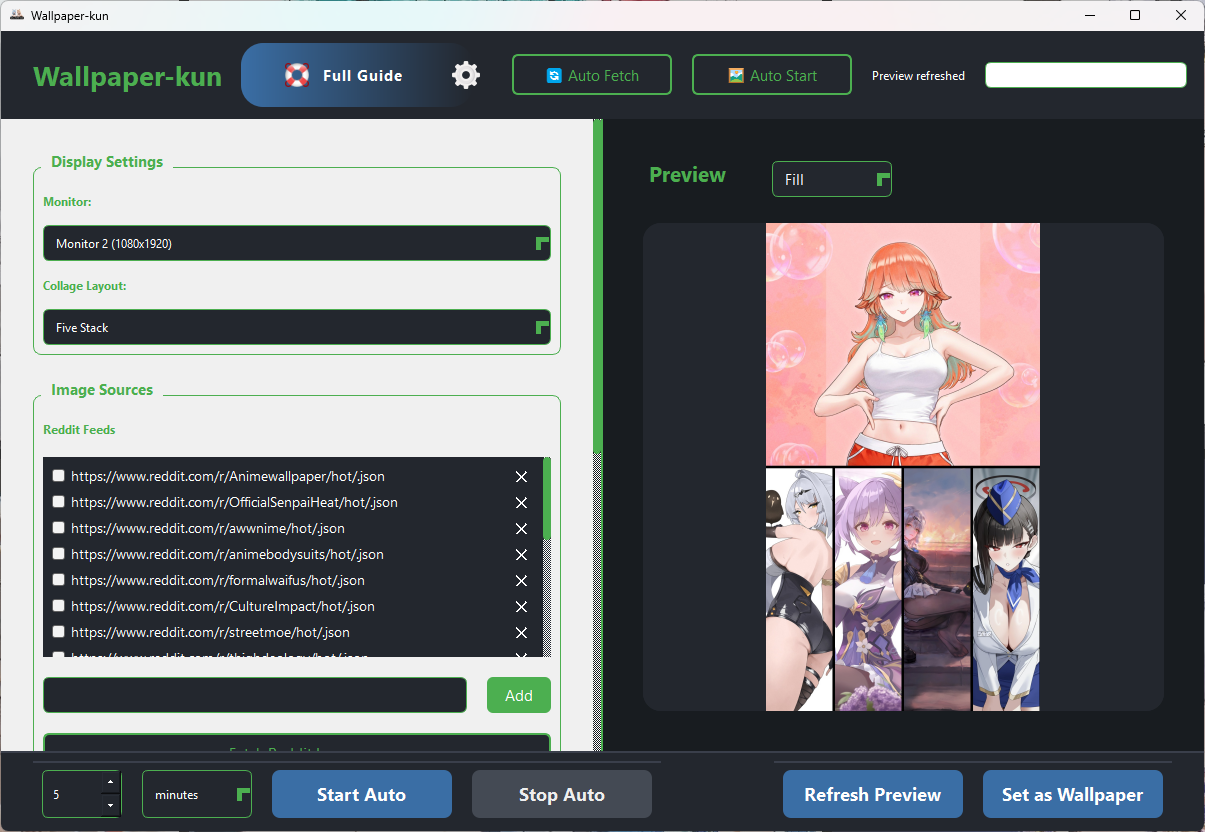 Wallpaper-kun
Wallpaper-kun
Full Guide
Auto Fetch
Auto Start
Preview refreshed
Display Settings
Monitor:
Monitor 2 (1080x1920)
Collage Layout:
Five Stack
Image Sources
Reddit Feeds
https://www.reddit.com/r/Animewallpaper/hot/.json
https://www.reddit.com/r/OfficialSenpaiHeat/hot/.json
https://www.reddit.com/r/awwnime/hot/.json
https://www.reddit.com/r/animebodysuits/hot/.json
https://www.reddit.com/r/formalwaifus/hot/.json
https://www.reddit.com/r/CultureImpact/hot/.json
https://www.reddit.com/r/streetmoe/hot/.json
Add
Preview
Fill
5
minutes
Start Auto
Stop Auto
Refresh Preview
Set as Wallpaper